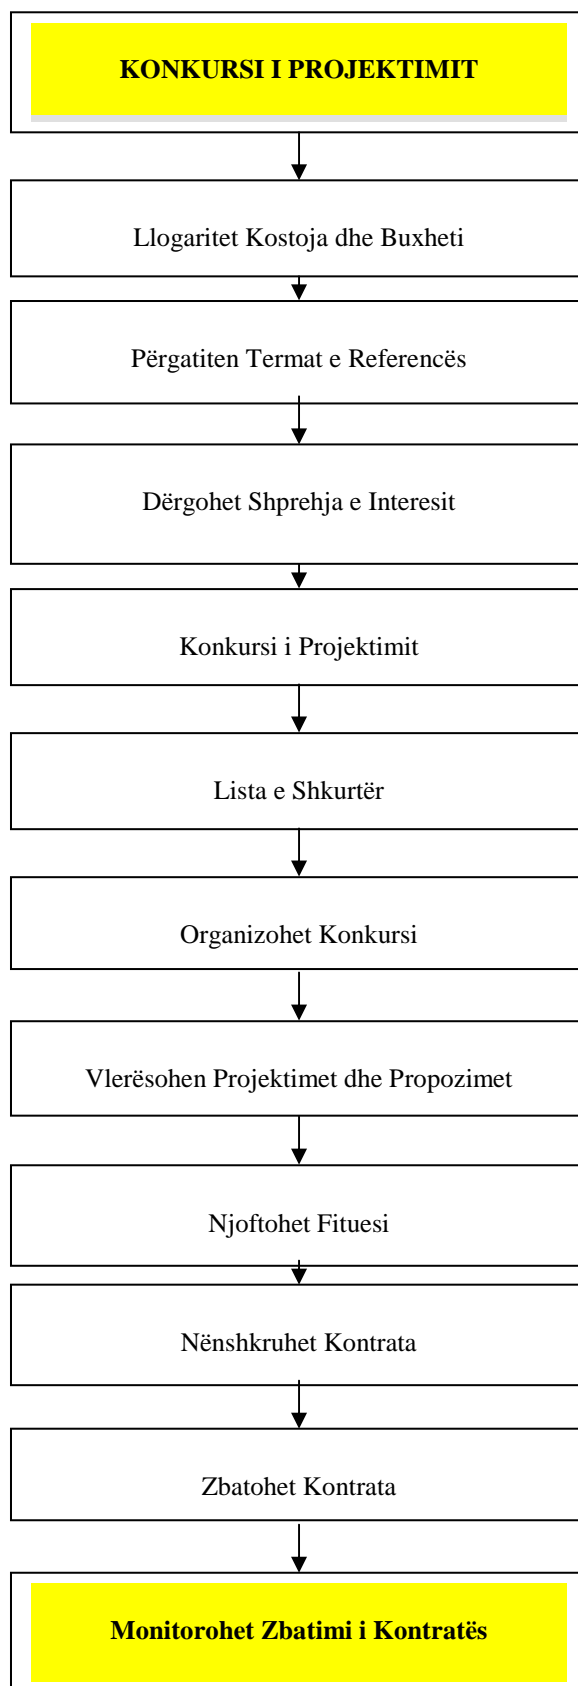 KONKURSI I PROJEKTIMIT
Llogaritet Kostoja dhe Buxheti
Përgatiten Termat e Referencës
Dërgohet Shprehja e Interesit
Konkursi i Projektimit
Lista e Shkurtër
Organizohet Konkursi
Vlerësohen Projektimet dhe Propozimet
Njoftohet Fituesi
Nënshkruhet Kontrata
Zbatohet Kontrata
Monitorohet Zbatimi i Kontratës